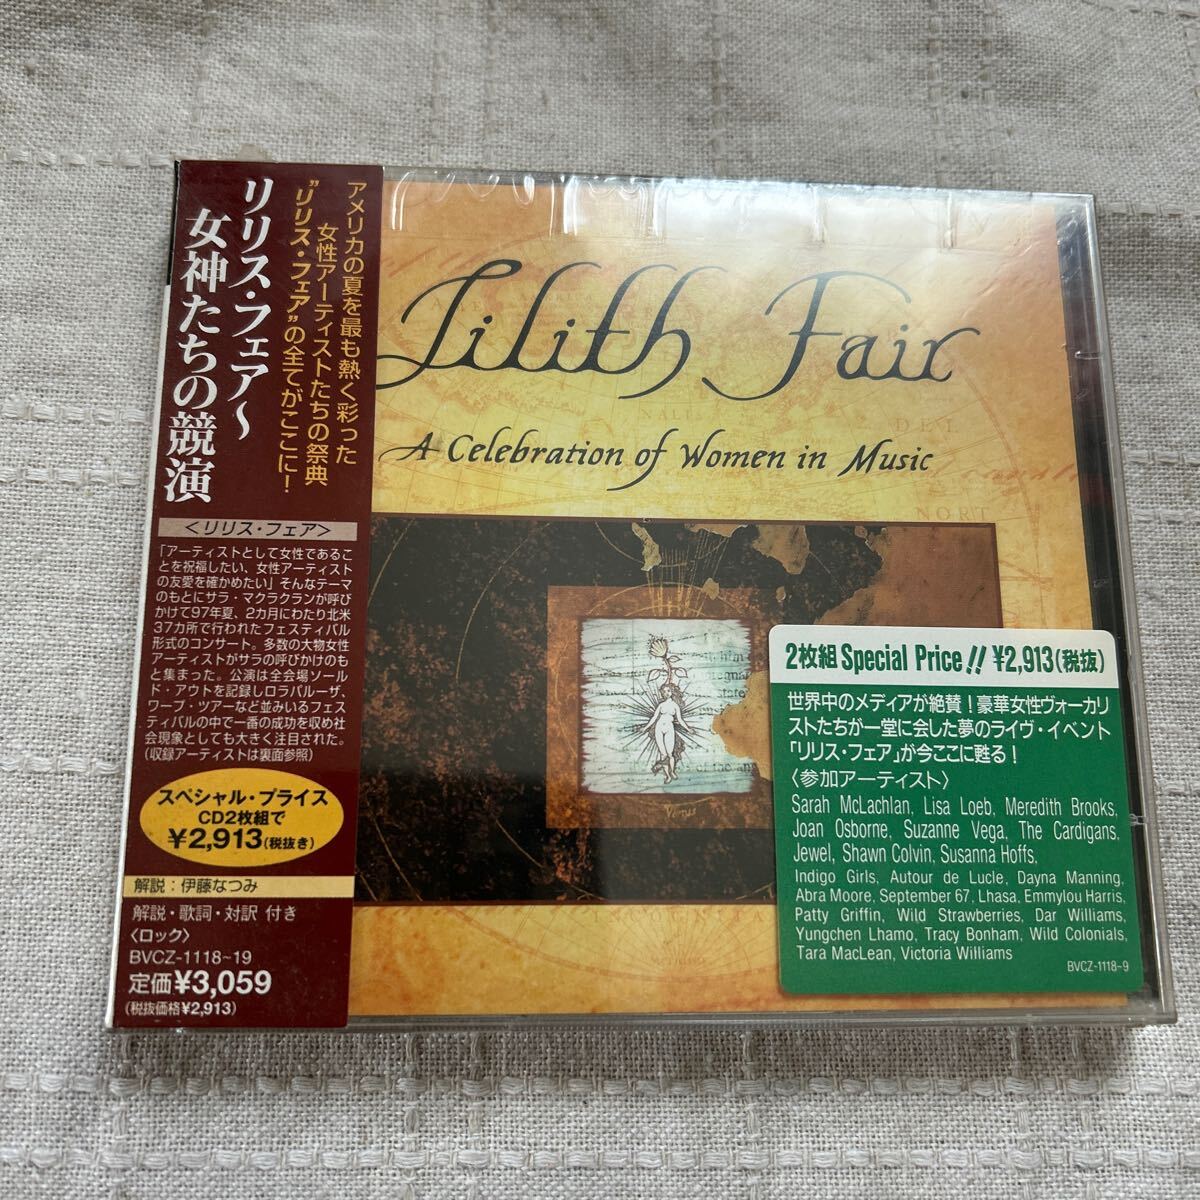 リリス・フェア〜
女神たちの競演
アメリカの夏を最も熱く彩った
女性アーティストたちの祭典
"リリス・フェア"の全てがここに!
<リリス・フェア>
「アーティストとして女性であるこ
とを祝福したい、女性アーティスト
の友愛を確かめたい」そんなテーマ
のもとにサラ・マクラクランが呼び
かけて97年夏、2カ月にわたり北米
37カ所で行われたフェスティバル
形式のコンサート。多数の大物女性
アーティストがサラの呼びかけのも
と集まった。公演は全会場ソール
ド・アウトを記録しロラパルーザ、
ワープ・ツアーなど並みいるフェス
ティバルの中で一番の成功を収め社
会現象としても大きく注目された。
(収録アーティストは裏面参照)
スペシャル・プライス
CD2枚組で
¥2,913(税抜き)
解説:伊藤なつみ
解説・歌詞・対訳 付き
〈ロック〉
BVCZ-1118~19
定価¥3,059
(税抜価格¥2,913)
Lilith Fair
A Celebration of Women in Music
DEL
NORT
2枚組 Special Price!! ¥2,913(税抜)
世界中のメディアが絶賛!豪華女性ヴォーカリ
ストたちが一堂に会した夢のライヴ・イベント
「リリス・フェア」が今ここに甦る!
〈参加アーティスト〉
Sarah McLachlan, Lisa Loeb, Meredith Brooks,
Joan Osborne, Suzanne Vega, The Cardigans,
Jewel, Shawn Colvin, Susanna Hoffs,
Indigo Girls, Autour de Lucie, Dayna Manning,
Abra Moore, September 67, Lhasa, Emmylou Harris,
Patty Griffin, Wild Strawberries, Dar Williams,
Yungchen Lhamo, Tracy Bonham, Wild Colonials,
Tara MacLean, Victoria Williams
BVCZ-1118-9